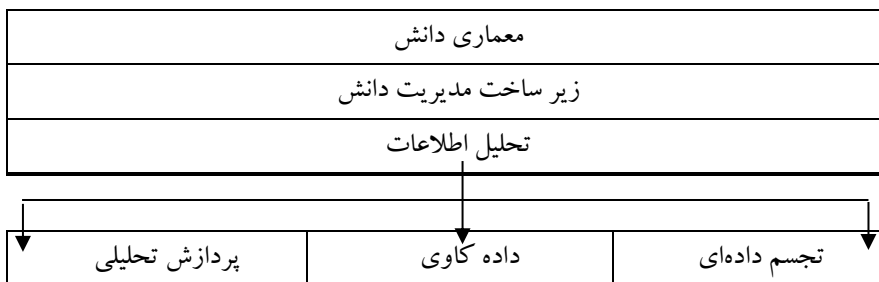 معماری دانش
زیر ساخت مدیریت دانش
تحلیل اطلاعات
تجسم داده‌ای
داده کاوی
پردازش تحلیلی